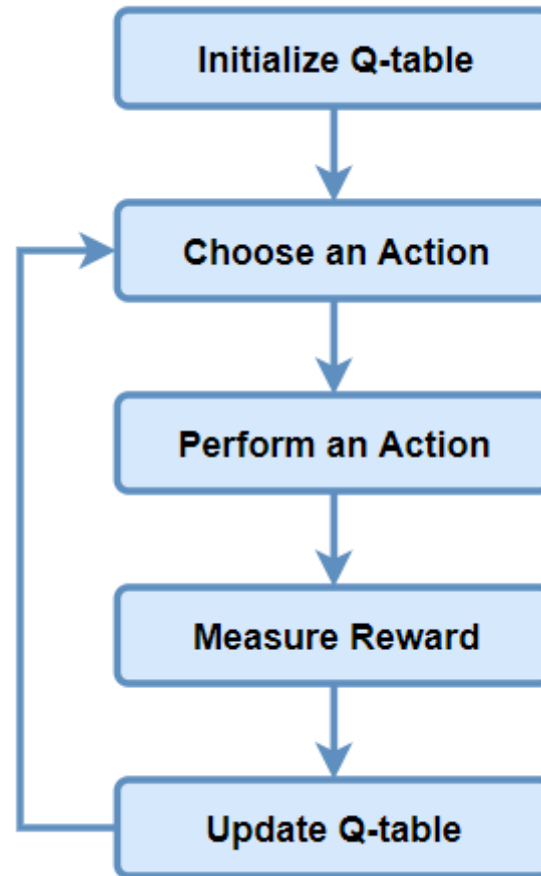 Initialize Q-table
Choose an Action
Perform an Action
Measure Reward
Update Q-table